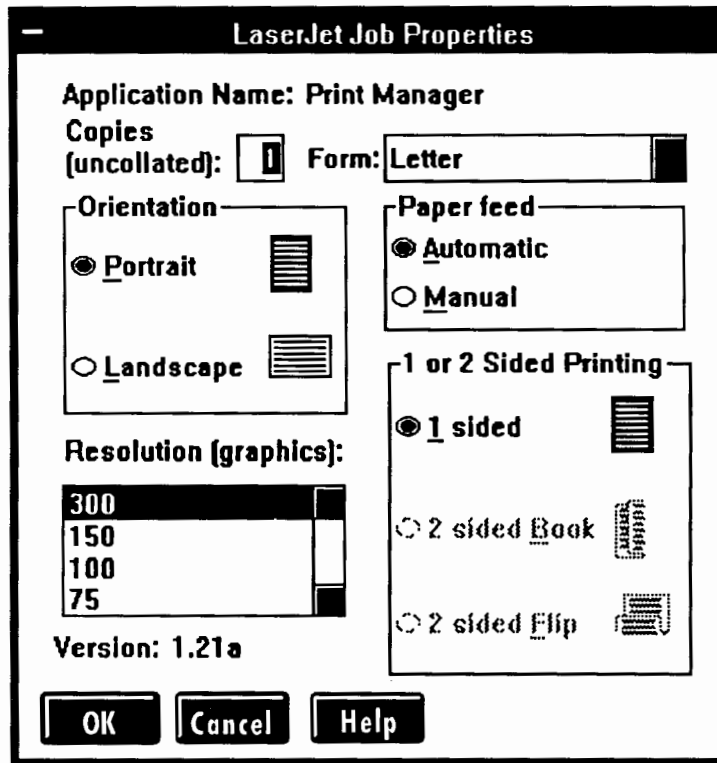 LaserJet Job Properties
Application Name: Print Manager
Copies
(uncollated): 1 Form: Letter
Orientation
Portrait
Landscape
Paper feed
Automatic
Manual
1 or 2 Sided Printing
1 sided
2 sided Book
2 sided Flip
Resolution (graphics):
300
150
100
75
Version: 1.21a
OK Cancel Help